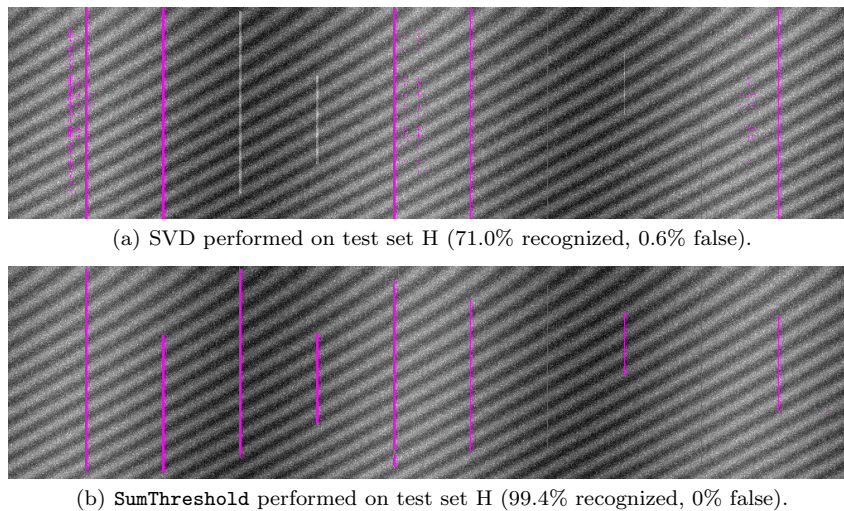 (a) SVD performed on test set H (71.0% recognized, 0.6% false).
(b) SumThreshold performed on test set H (99.4% recognized, 0% false).